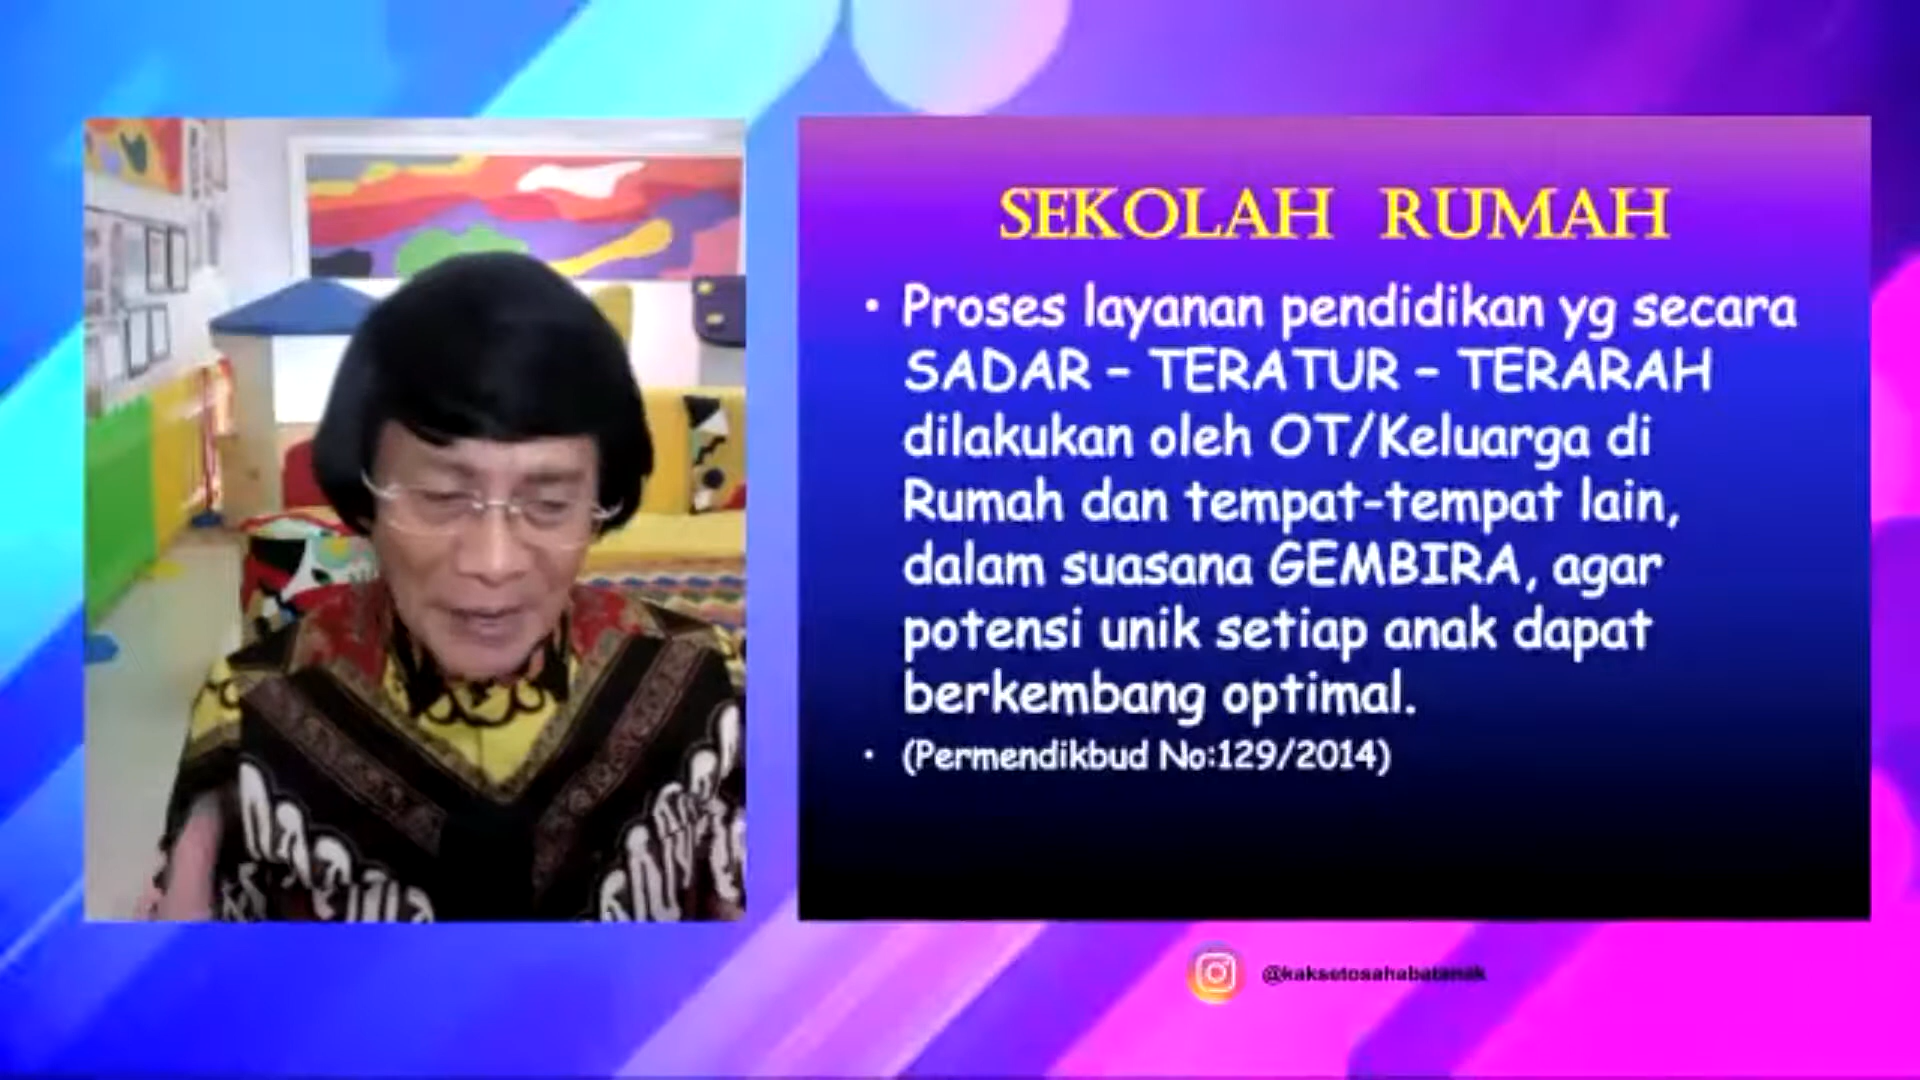 SEKOLAH RUMAH
• Proses layanan pendidikan yg secara
SADAR – TERATUR – TERARAH
dilakukan oleh OT/Keluarga di
Rumah dan tempat-tempat lain,
dalam suasana GEMBIRA, agar
potensi unik setiap anak dapat
berkembang optimal.
• (Permendikbud No:129/2014)
@kaksetosahabatanak